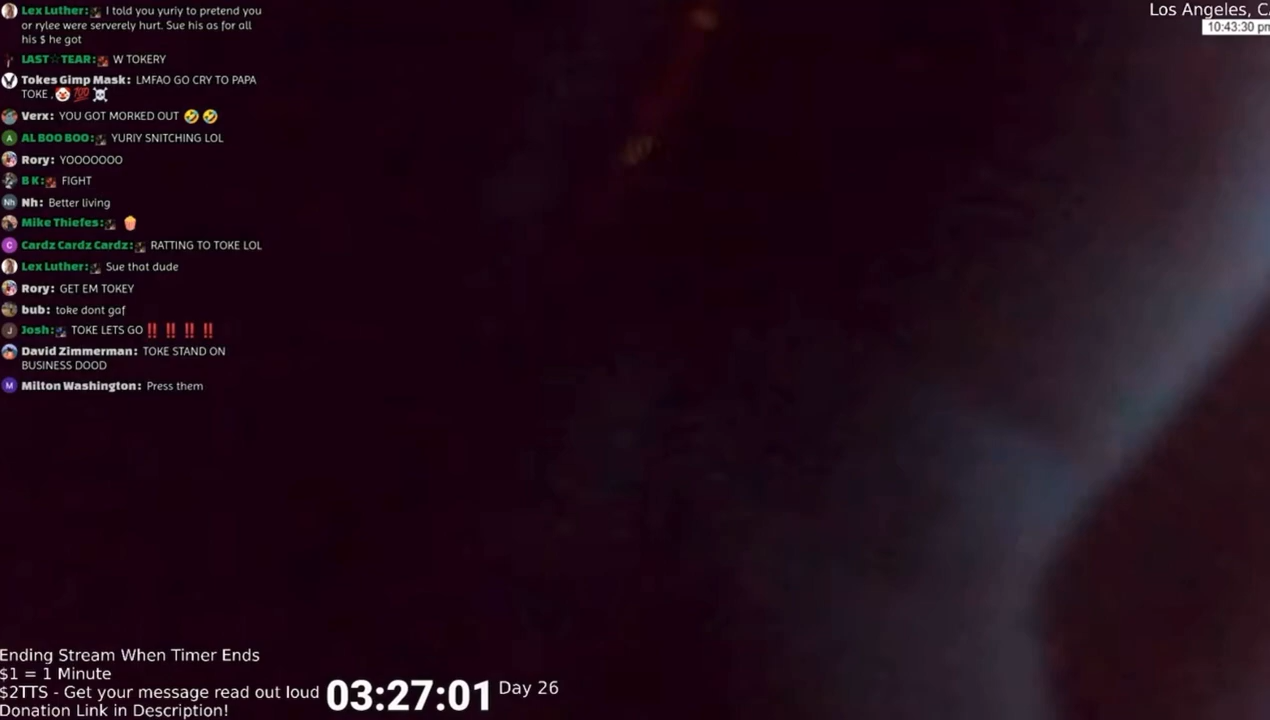 Lex Luther: I told you yuriy to pretend you
or rylee were serverely hurt. Sue his as for all
his $ he got
LAST☆TEAR: W TOKERY
Tokes Gimp Mask: LMFAO GO CRY TO PAPA
TOKE , 🤡 💯 ☠️
Verx: YOU GOT MORKED OUT 🤣 🤣
A AL BOO BOO: YURIY SNITCHING LOL
Rory: YOOOOOOO
B K: FIGHT
Nh Nh: Better living
Mike Thiefes: 🍿
C Cardz Cardz Cardz: RATTING TO TOKE LOL
Lex Luther: Sue that dude
Rory: GET EM TOKEY
bub: toke dont gaf
J Josh: TOKE LETS GO ‼️ ‼️ ‼️ ‼️
David Zimmerman: TOKE STAND ON
BUSINESS DOOD
M Milton Washington: Press them
Los Angeles, C
10:43:30 pm
Ending Stream When Timer Ends
$1 = 1 Minute
$2TTS - Get your message read out loud
Donation Link in Description!
03:27:01
Day 26